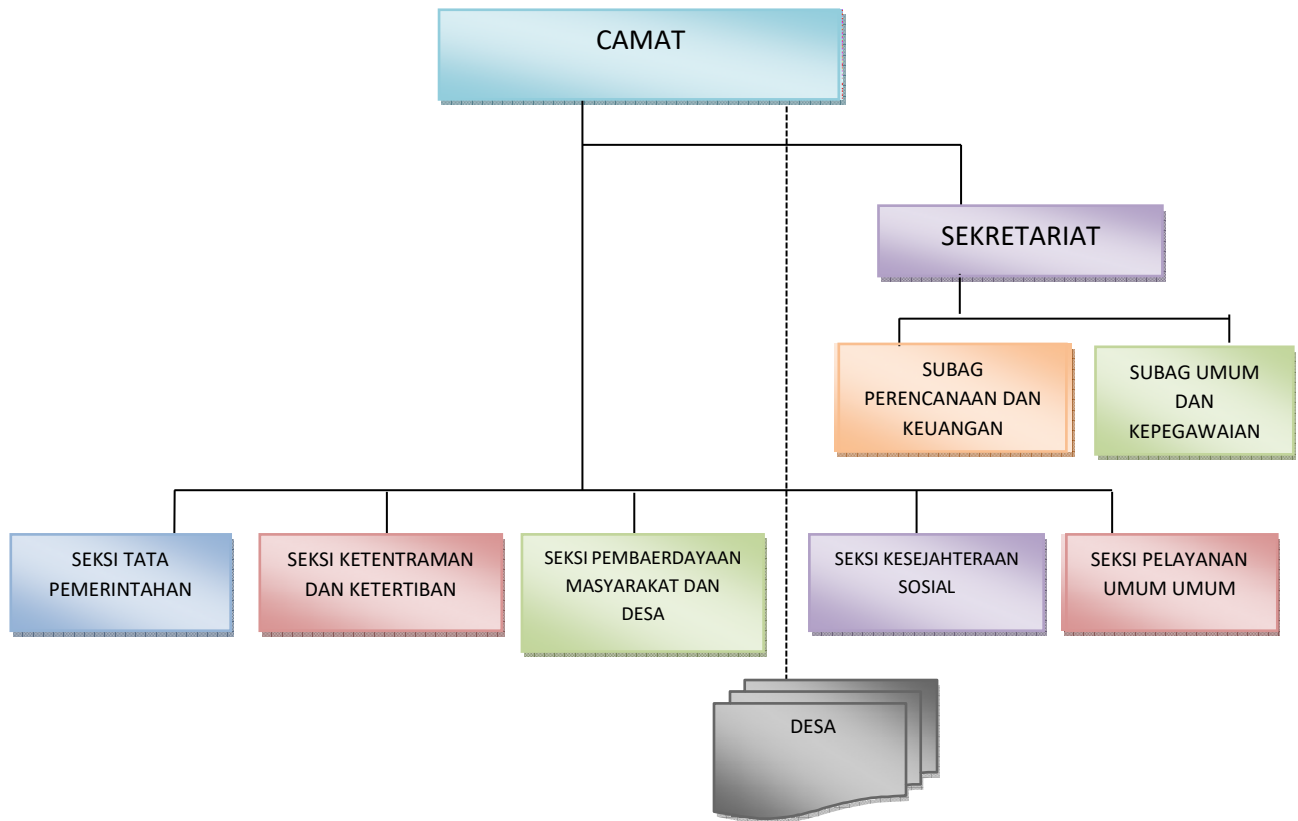 CAMAT
SEKRETARIAT
SUBAG
PERENCANAAN DAN
KEUANGAN
SUBAG UMUM
DAN
KEPEGAWAIAN
SEKSI TATA
PEMERINTAHAN
SEKSI KETENTRAMAN
DAN KETERTIBAN
SEKSI PEMBAERDAYAAN
MASYARAKAT DAN
DESA
SEKSI KESEJAHTERAAN
SOSIAL
SEKSI PELAYANAN
UMUM UMUM
DESA